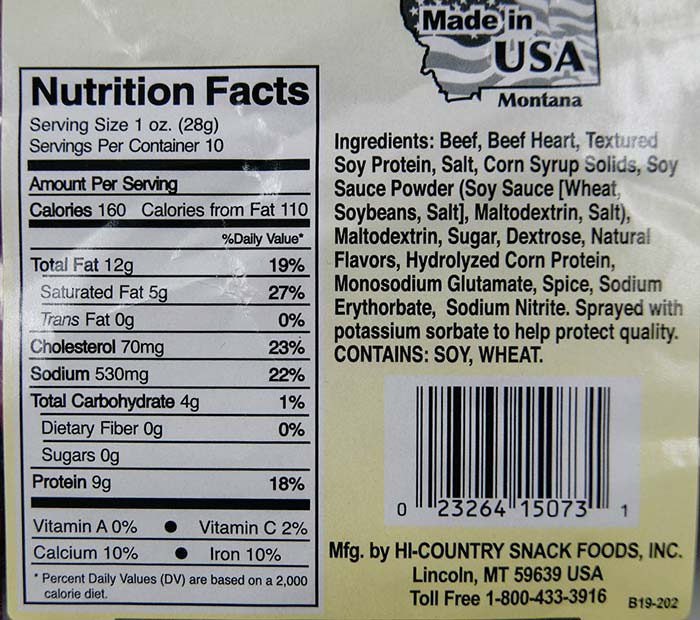 Made in
USA
Montana
Nutrition Facts
Serving Size 1 oz. (28g)
Servings Per Container 10
Amount Per Serving
Calories 160 Calories from Fat 110
%Daily Value*
Total Fat 12g 19%
Saturated Fat 5g 27%
Trans Fat 0g 0%
Cholesterol 70mg 23%
Sodium 530mg 22%
Total Carbohydrate 4g 1%
Dietary Fiber 0g 0%
Sugars 0g
Protein 9g 18%
Vitamin A 0% ● Vitamin C 2%
Calcium 10% ● Iron 10%
* Percent Daily Values (DV) are based on a 2,000
calorie diet.
Ingredients: Beef, Beef Heart, Textured
Soy Protein, Salt, Corn Syrup Solids, Soy
Sauce Powder (Soy Sauce [Wheat,
Soybeans, Salt], Maltodextrin, Salt),
Maltodextrin, Sugar, Dextrose, Natural
Flavors, Hydrolyzed Corn Protein,
Monosodium Glutamate, Spice, Sodium
Erythorbate, Sodium Nitrite. Sprayed with
potassium sorbate to help protect quality.
CONTAINS: SOY, WHEAT.
0 23264 15073 1
Mfg. by HI-COUNTRY SNACK FOODS, INC.
Lincoln, MT 59639 USA
Toll Free 1-800-433-3916
B19-202